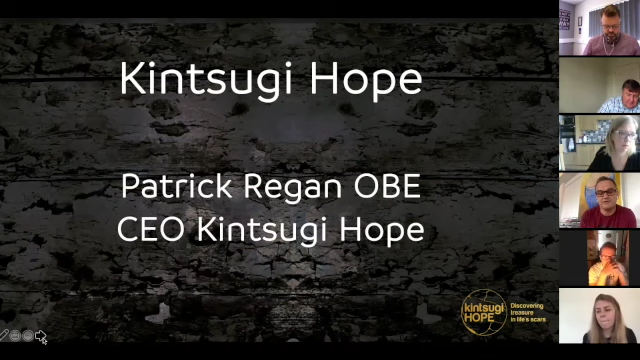 Kintsugi Hope
Patrick Regan OBE
CEO Kintsugi Hope
kintsugi
HOPE
Discovering
treasure
in life's scars